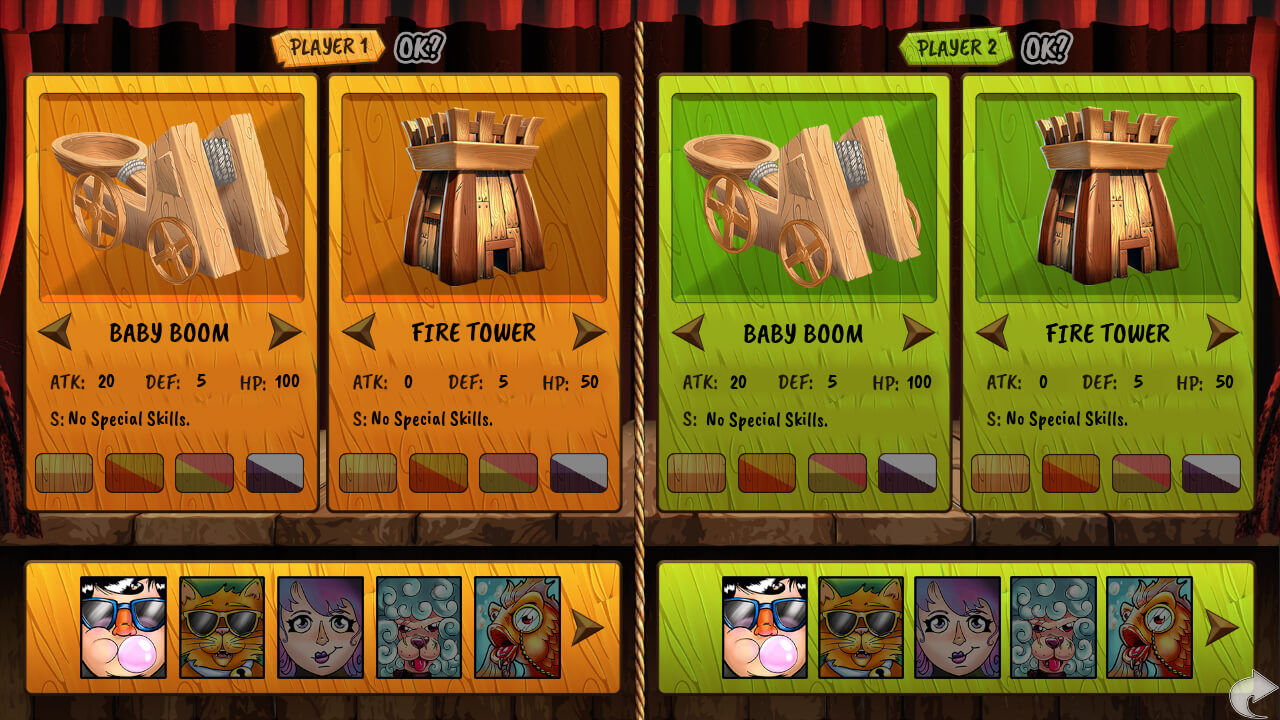 PLAYER 1 OK?
BABY BOOM
ATK: 20 DEF: 5 HP: 100
S: No Special Skills.
FIRE TOWER
ATK: 0 DEF: 5 HP: 50
S: No Special Skills.
PLAYER 2 OK?
BABY BOOM
ATK: 20 DEF: 5 HP: 100
S: No Special Skills.
FIRE TOWER
ATK: 0 DEF: 5 HP: 50
S: No Special Skills.